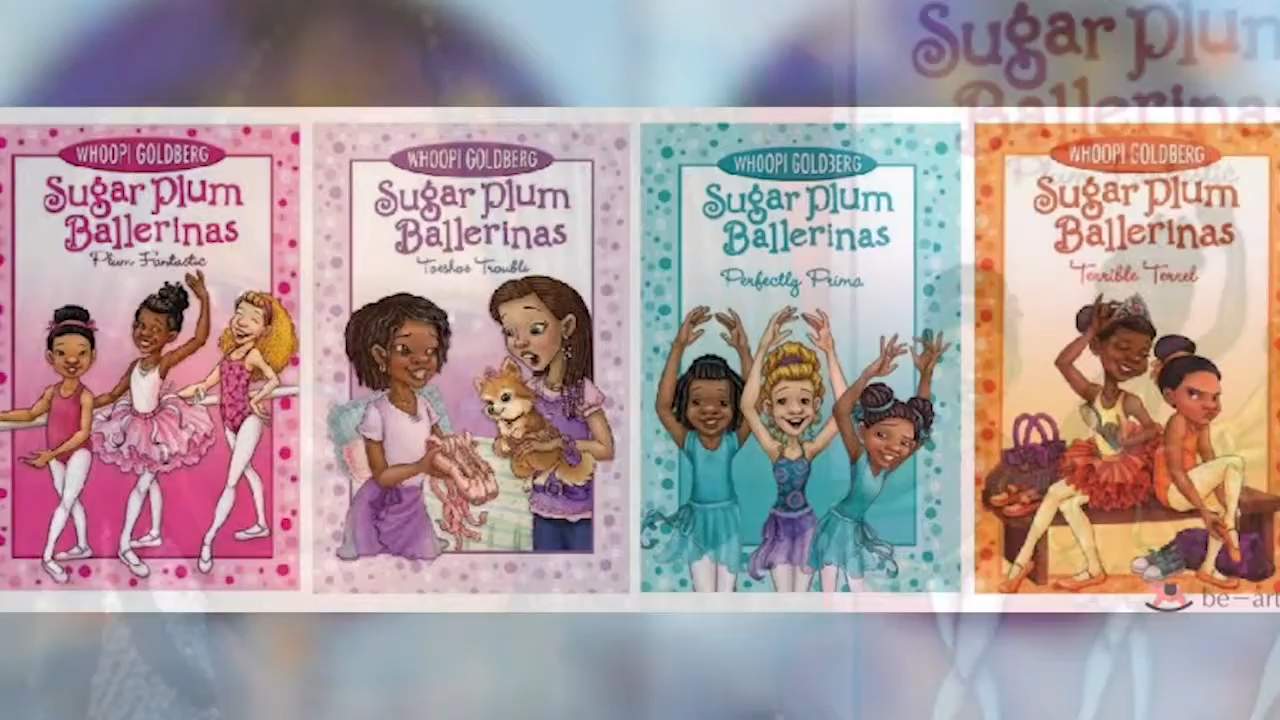 Sugar Plum
Ballerinas
WHOOPI GOLDBERG
Sugar Plum
Ballerinas
Plum Fantastic
WHOOPI GOLDBERG
Sugar Plum
Ballerinas
Toeshoe Trouble
WHOOPI GOLDBERG
Sugar Plum
Ballerinas
Perfectly Prima
WHOOPI GOLDBERG
Sugar Plum
Ballerinas
Terrible Terrel
be-art